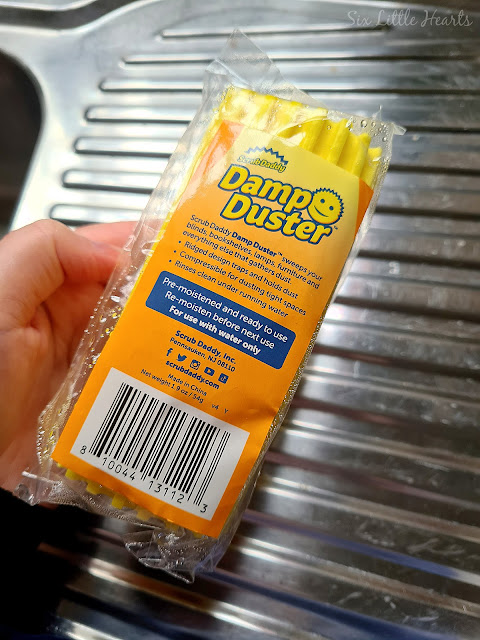 Six Little Hearts
Scrub Daddy
Damp
Duster™
Scrub Daddy Damp Duster™ sweeps your
blinds, bookshelves, lamps, furniture and
everything else that gathers dust.
• Ridged design traps and holds dust
• Compressible for dusting tight spaces
• Rinses clean under running water
Pre-moistened and ready to use
Re-moisten before next use
For use with water only
Scrub Daddy, Inc.
Pennsauken, NJ 08110
scrubdaddy.com
Made in China
Net weight 1.9 oz / 54g v4 Y
8 10044 13112 3